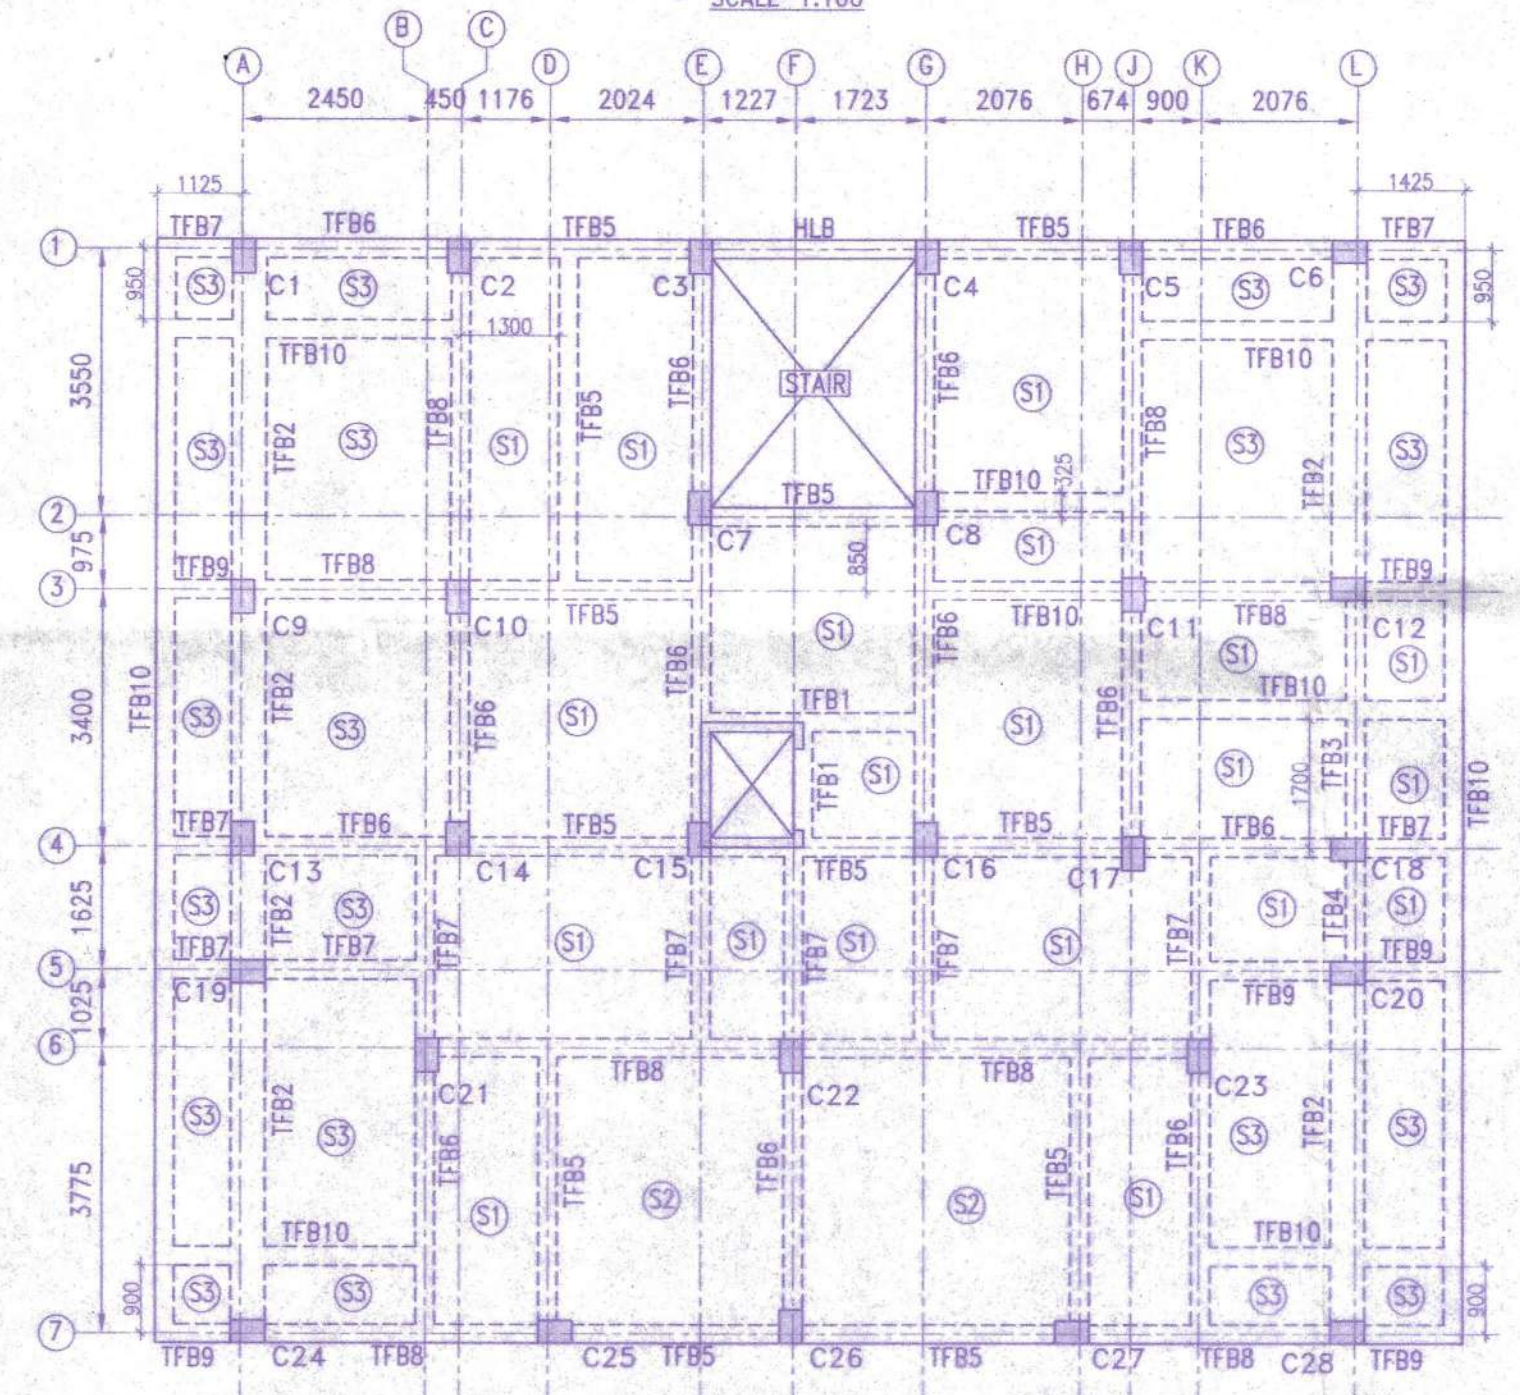 SCALE 1:100
B C
A D E F G H J K L
2450 450 1176 2024 1227 1723 2076 674 900 2076
1125 1425
TFB7 TFB6 TFB5 HLB TFB5 TFB6 TFB7
1
950 S3 C1 S3 C2 C3 C4 C5 S3 C6 S3 950
1300
TFB10 TFB10
3550 TFB6 STAIR TFB6 S1
S3 TFB2 S3 TFB8 S1 TFB5 S1 TFB8 S3 TFB2 S3
TFB10 325
TFB5
2
C7 C8
975 850 S1
TFB9 TFB8 TFB9
3
C9 C10 TFB5 TFB6 TFB10 C11 TFB8 C12
S1 S1 S1
TFB10 TFB2 TFB6 TFB6 TFB10
3400 S3 S3 TFB6 S1 TFB1 S1 TFB6
TFB1 S1 S1 1700 TFB3 S1 TFB10
TFB7 TFB6 TFB5 TFB5 TFB6 TFB7
4
C13 C14 C15 TFB5 C16 C17 C18
1625 S3 TFB2 S3 S1 TFB4 S1
TFB7 TFB7 TFB7 S1 TFB7 S1 TFB7 S1 TFB7 S1 TFB7 TFB9
5
C19 TFB9 C20
1025
6
TFB8 TFB8
C21 C22 C23
S3 TFB2 S3 TFB2 S3 S3
3775 TFB6 TFB5 TFB6 TFB5 TFB6
S1 S2 S2 S1
TFB10 TFB10
900 S3 S3 S3 S3 900
7
TFB9 C24 TFB8 C25 TFB5 C26 TFB5 C27 TFB8 C28 TFB9